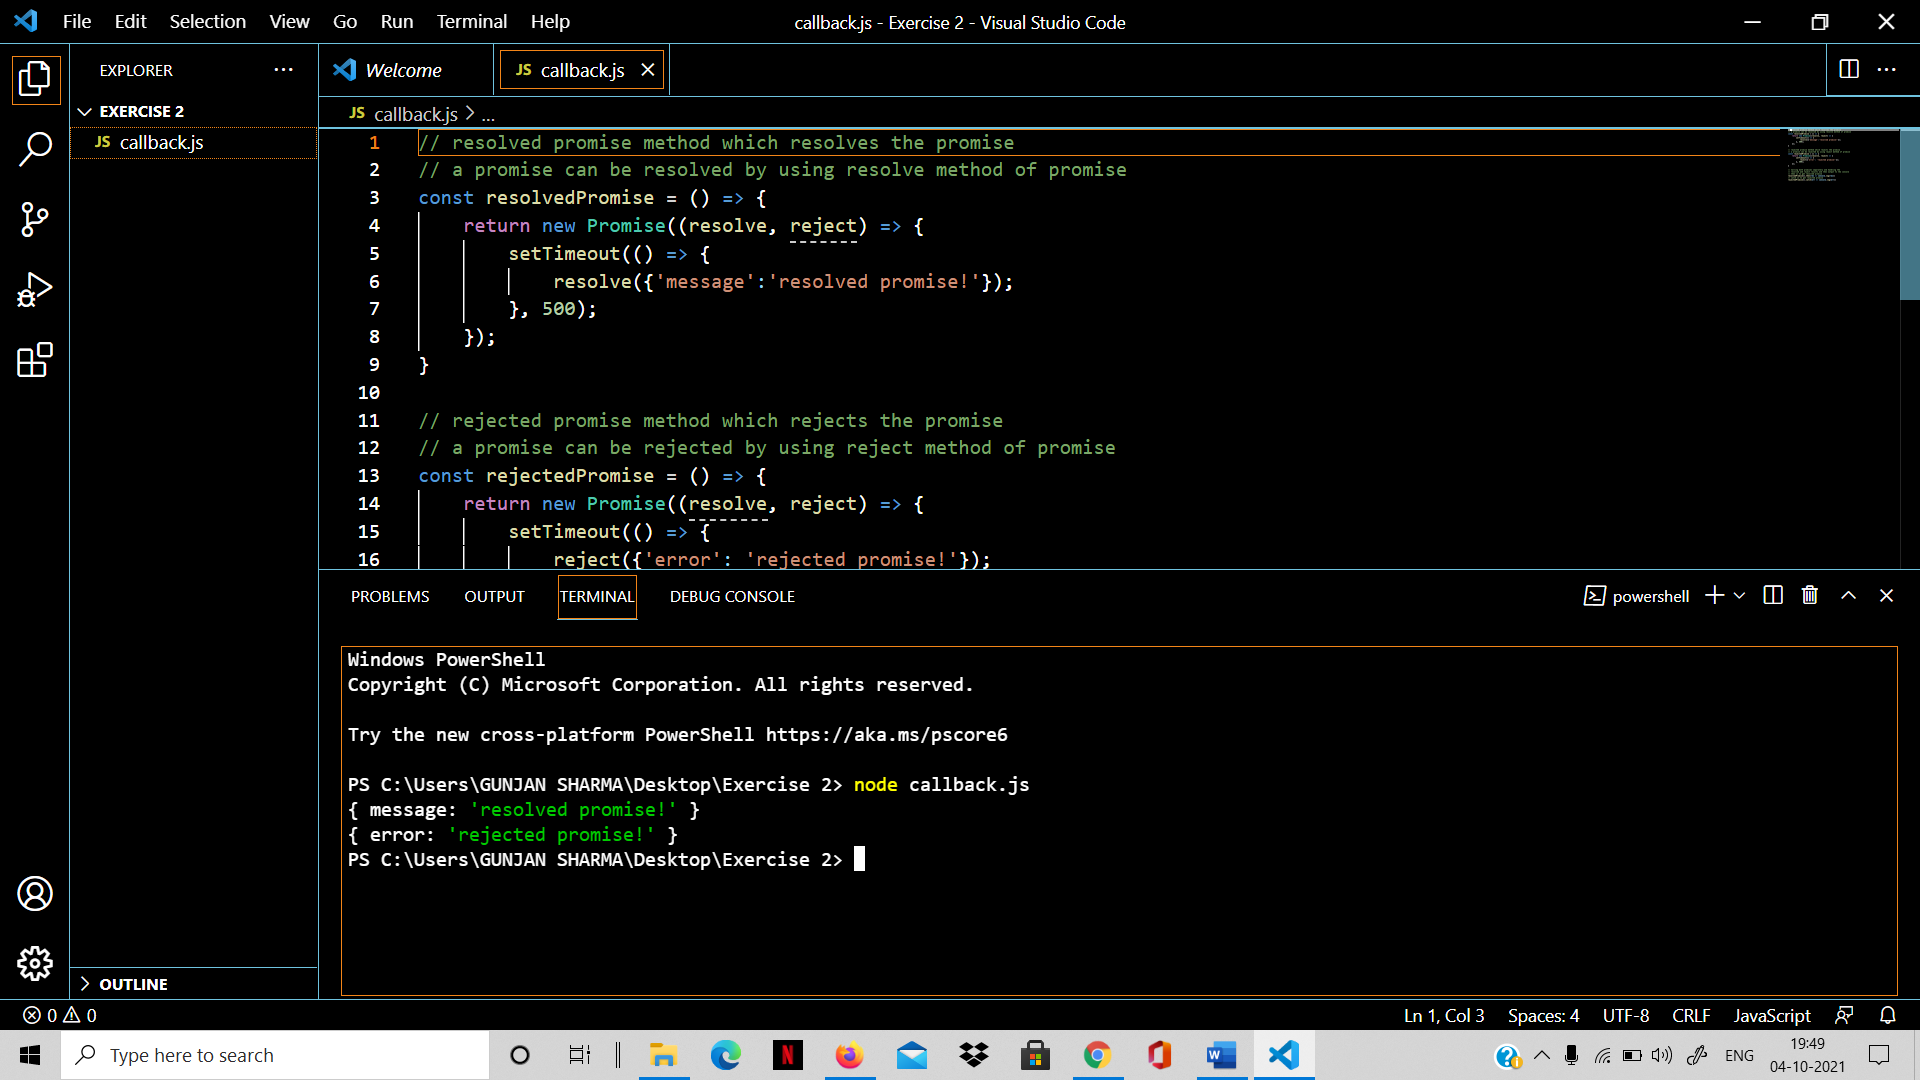 File Edit Selection View Go Run Terminal Help
callback.js - Exercise 2 - Visual Studio Code
EXPLORER
EXERCISE 2
JS callback.js
OUTLINE
Welcome
JS callback.js
JS callback.js > ...
1 // resolved promise method which resolves the promise
2 // a promise can be resolved by using resolve method of promise
3 const resolvedPromise = () => {
4 return new Promise((resolve, reject) => {
5 setTimeout(() => {
6 resolve({'message':'resolved promise!'});
7 }, 500);
8 });
9 }
10
11 // rejected promise method which rejects the promise
12 // a promise can be rejected by using reject method of promise
13 const rejectedPromise = () => {
14 return new Promise((resolve, reject) => {
15 setTimeout(() => {
16 reject({'error': 'rejected promise!'});
PROBLEMS OUTPUT TERMINAL DEBUG CONSOLE
powershell
Windows PowerShell
Copyright (C) Microsoft Corporation. All rights reserved.
Try the new cross-platform PowerShell https://aka.ms/pscore6
PS C:\Users\GUNJAN SHARMA\Desktop\Exercise 2> node callback.js
{ message: 'resolved promise!' }
{ error: 'rejected promise!' }
PS C:\Users\GUNJAN SHARMA\Desktop\Exercise 2>
0 0
Ln 1, Col 3 Spaces: 4 UTF-8 CRLF JavaScript
Type here to search
ENG
19:49
04-10-2021